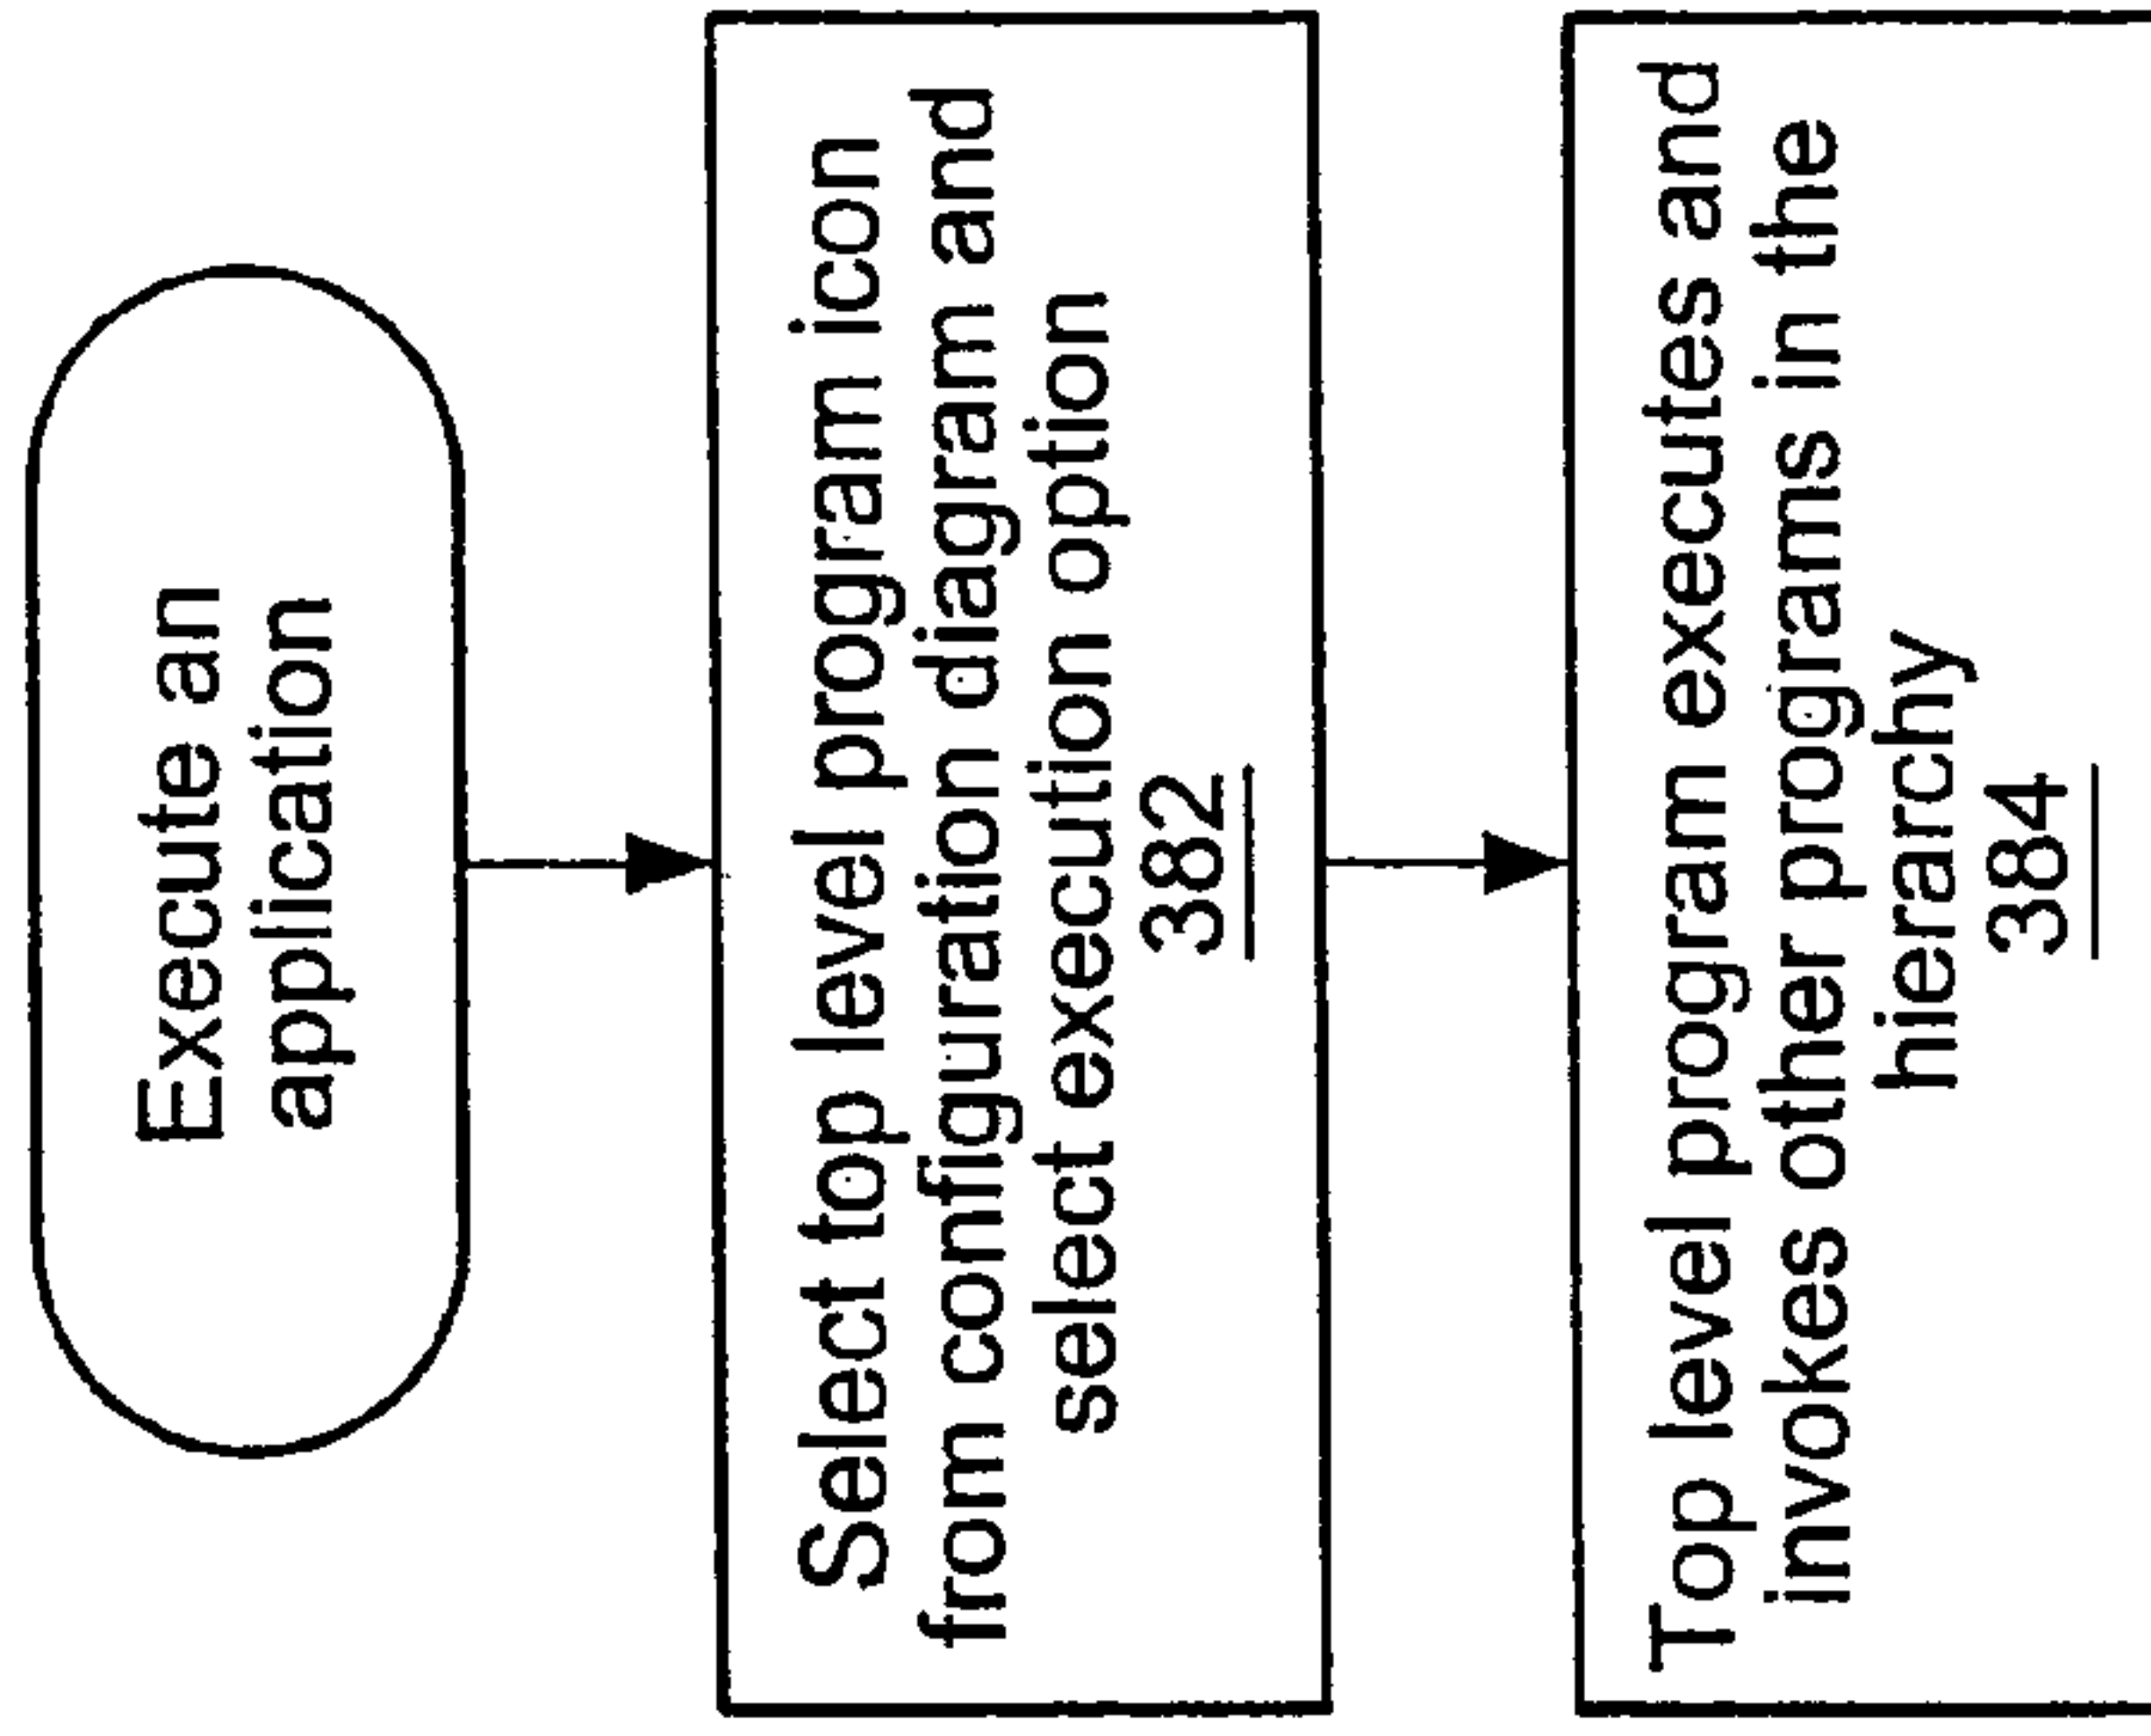 Execute an
application
Select top level program icon
from configuration diagram and
select execution option
382
Top level program executes and
invokes other programs in the
hierarchy
384